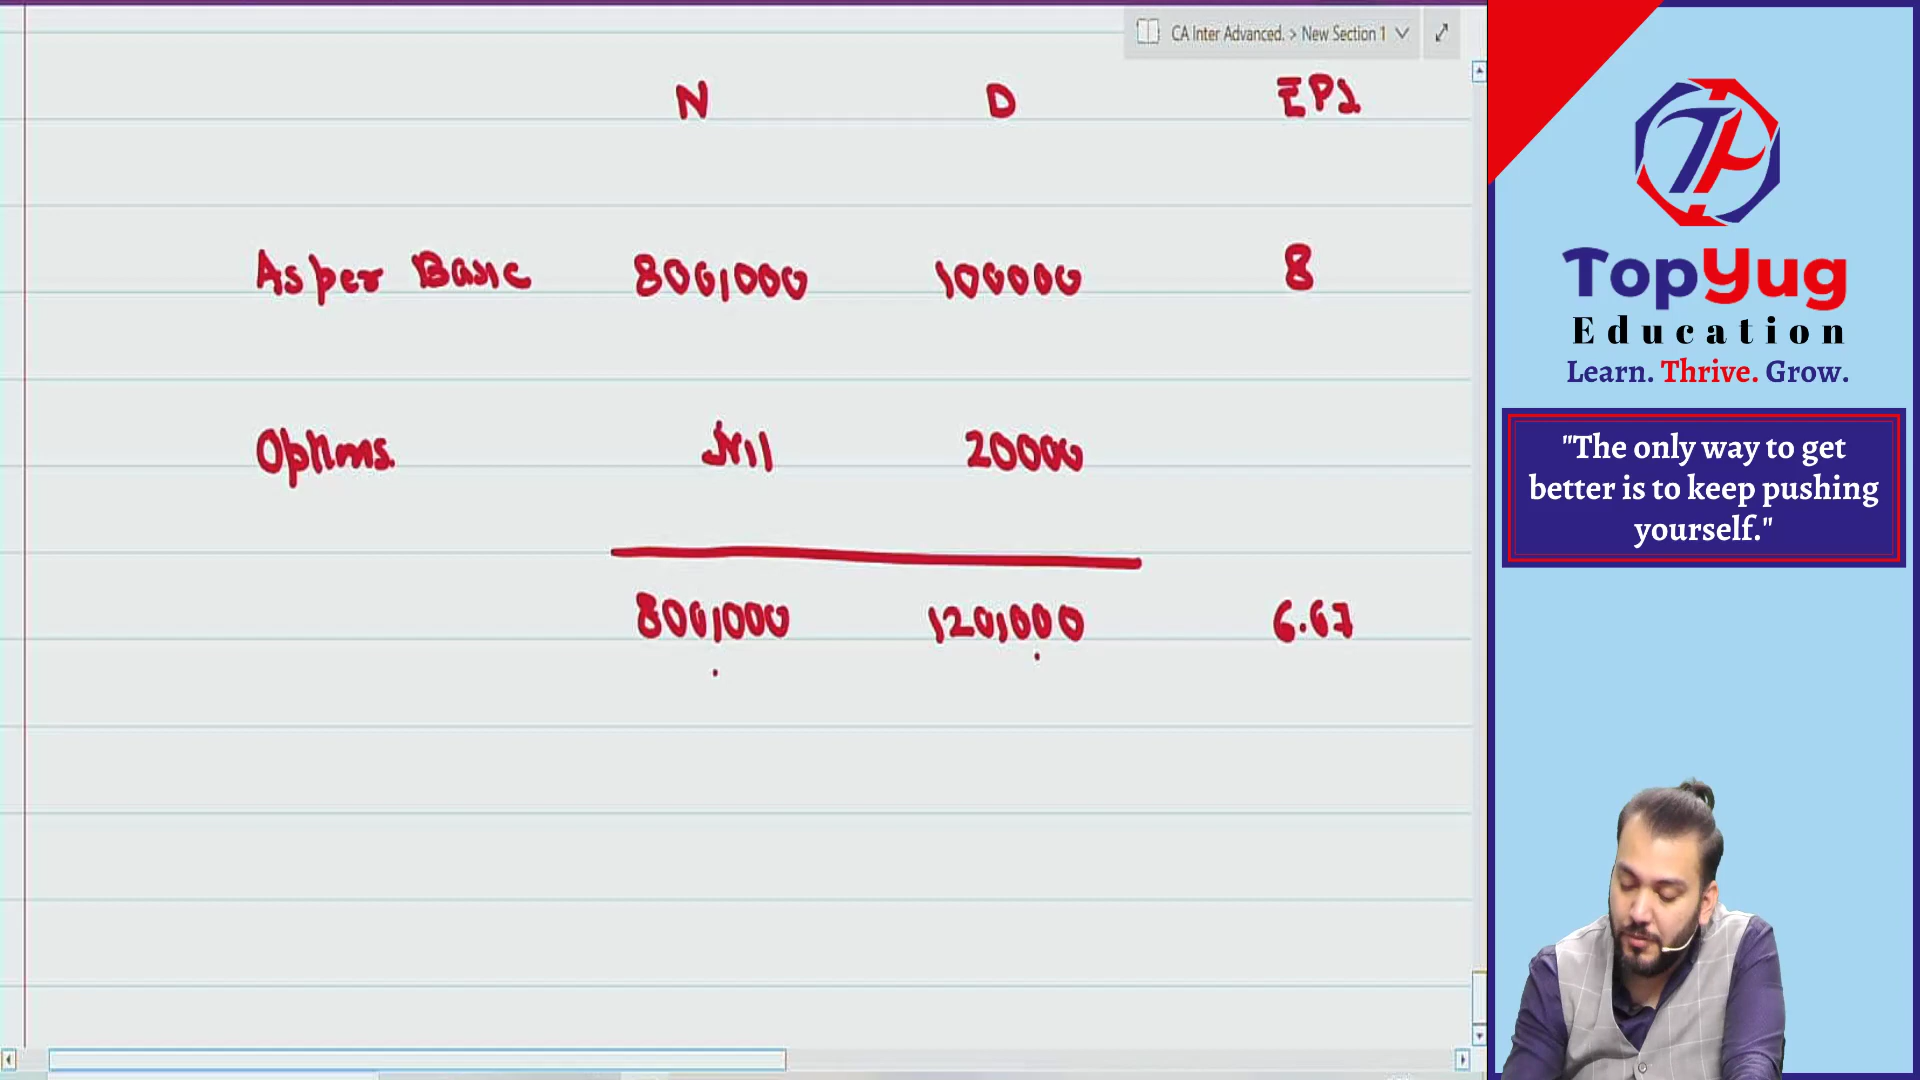 CA Inter Advanced. > New Section 1
N D EPS
As per Basic 800,000 100000 8
Options. Nil 20000
800,000 120,000 6.67
TopYug
Education
Learn. Thrive. Grow.
"The only way to get
better is to keep pushing
yourself."